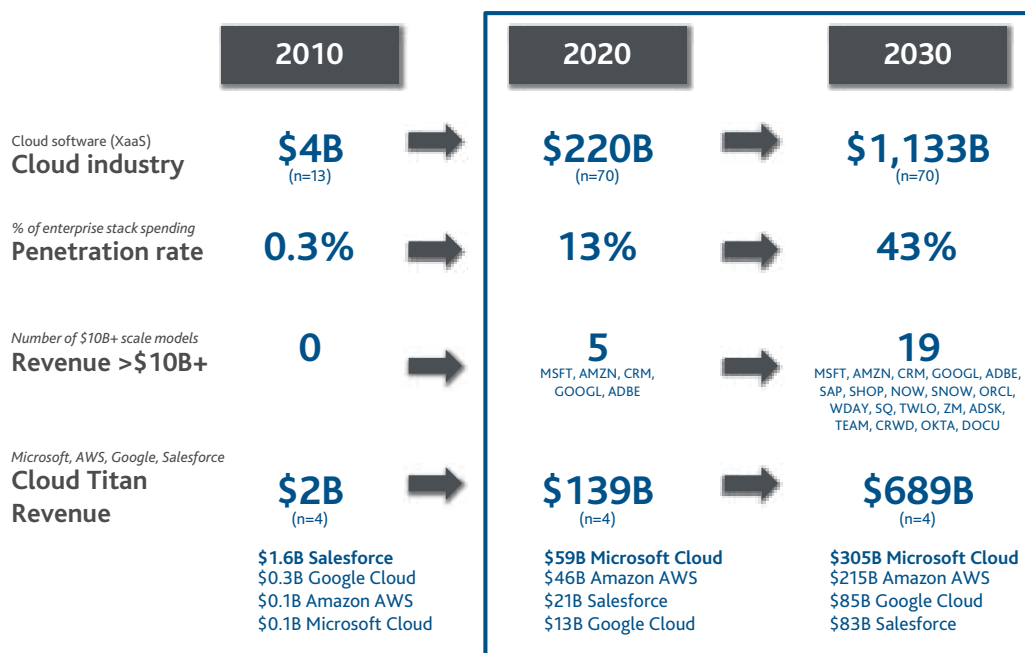 2010
2020
2030
Cloud software (XaaS)
Cloud industry
$4B
(n=13)
$220B
(n=70)
$1,133B
(n=70)
% of enterprise stack spending
Penetration rate
0.3%
13%
43%
Number of $10B+ scale models
Revenue >$10B+
0
5
MSFT, AMZN, CRM,
GOOGL, ADBE
19
MSFT, AMZN, CRM, GOOGL, ADBE,
SAP, SHOP, NOW, SNOW, ORCL,
WDAY, SQ, TWLO, ZM, ADSK,
TEAM, CRWD, OKTA, DOCU
Microsoft, AWS, Google, Salesforce
Cloud Titan
Revenue
$2B
(n=4)
$139B
(n=4)
$689B
(n=4)
$1.6B Salesforce
$0.3B Google Cloud
$0.1B Amazon AWS
$0.1B Microsoft Cloud
$59B Microsoft Cloud
$46B Amazon AWS
$21B Salesforce
$13B Google Cloud
$305B Microsoft Cloud
$215B Amazon AWS
$85B Google Cloud
$83B Salesforce